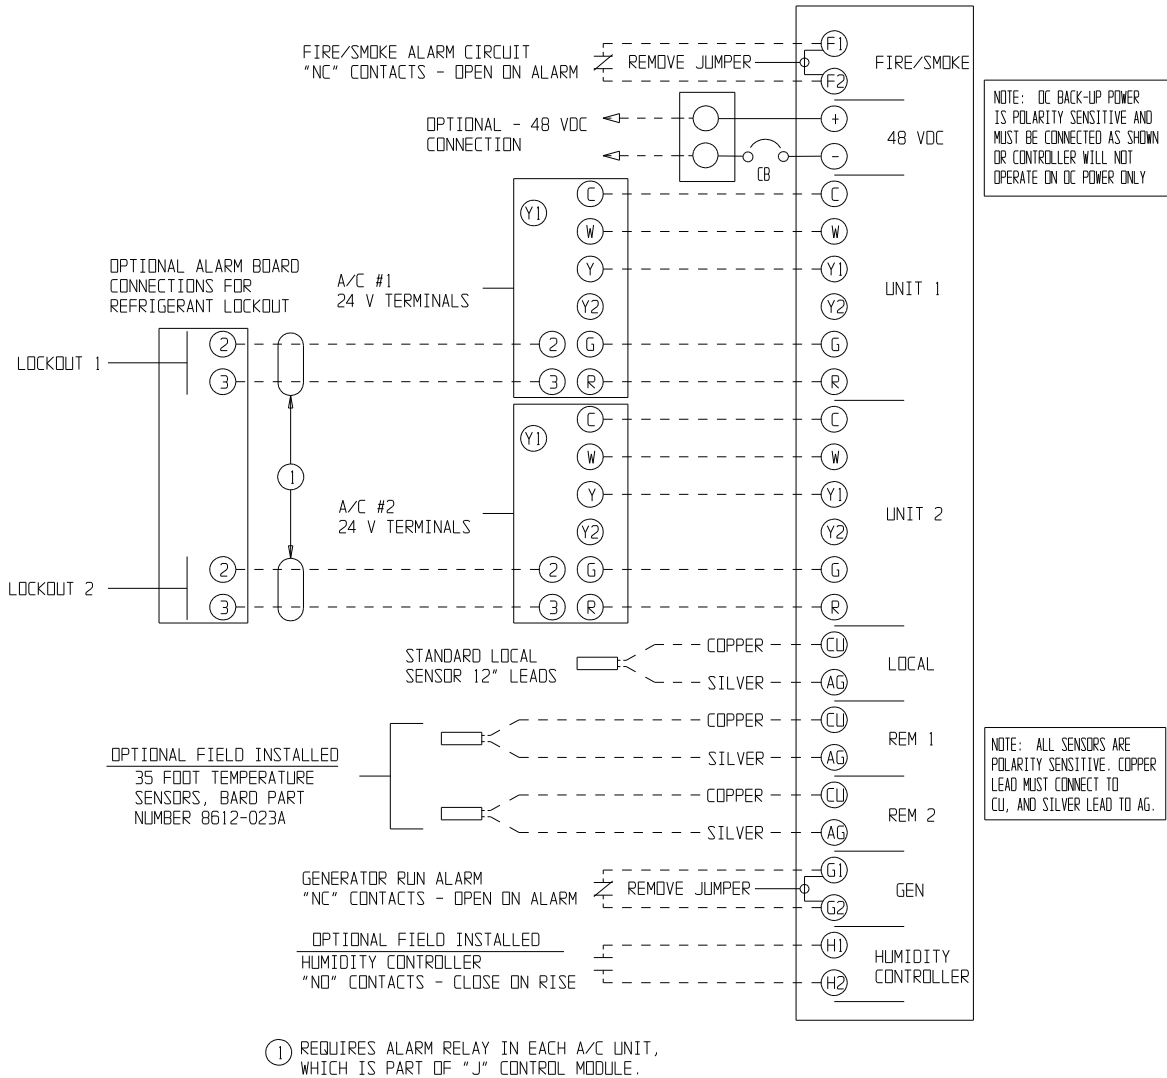 FIRE/SMOKE ALARM CIRCUIT
"NC" CONTACTS - OPEN ON ALARM
REMOVE JUMPER
F1
F2
FIRE/SMOKE
NOTE: DC BACK-UP POWER
IS POLARITY SENSITIVE AND
MUST BE CONNECTED AS SHOWN
OR CONTROLLER WILL NOT
OPERATE ON DC POWER ONLY
OPTIONAL - 48 VDC
CONNECTION
CB
+
-
48 VDC
OPTIONAL ALARM BOARD
CONNECTIONS FOR
REFRIGERANT LOCKOUT
A/C #1
24 V TERMINALS
Y1
C
W
Y
Y2
2
G
3
R
C
W
Y1
Y2
G
R
UNIT 1
LOCKOUT 1
2
3
1
A/C #2
24 V TERMINALS
Y1
C
W
Y
Y2
2
G
3
R
C
W
Y1
Y2
G
R
UNIT 2
LOCKOUT 2
2
3
STANDARD LOCAL
SENSOR 12" LEADS
COPPER
CU
SILVER
AG
LOCAL
OPTIONAL FIELD INSTALLED
35 FOOT TEMPERATURE
SENSORS, BARD PART
NUMBER 8612-023A
COPPER
CU
SILVER
AG
REM 1
COPPER
CU
SILVER
AG
REM 2
NOTE: ALL SENSORS ARE
POLARITY SENSITIVE. COPPER
LEAD MUST CONNECT TO
CU, AND SILVER LEAD TO AG.
GENERATOR RUN ALARM
"NC" CONTACTS - OPEN ON ALARM
REMOVE JUMPER
G1
G2
GEN
OPTIONAL FIELD INSTALLED
HUMIDITY CONTROLLER
"NO" CONTACTS - CLOSE ON RISE
H1
H2
HUMIDITY
CONTROLLER
1 REQUIRES ALARM RELAY IN EACH A/C UNIT,
WHICH IS PART OF "J" CONTROL MODULE.